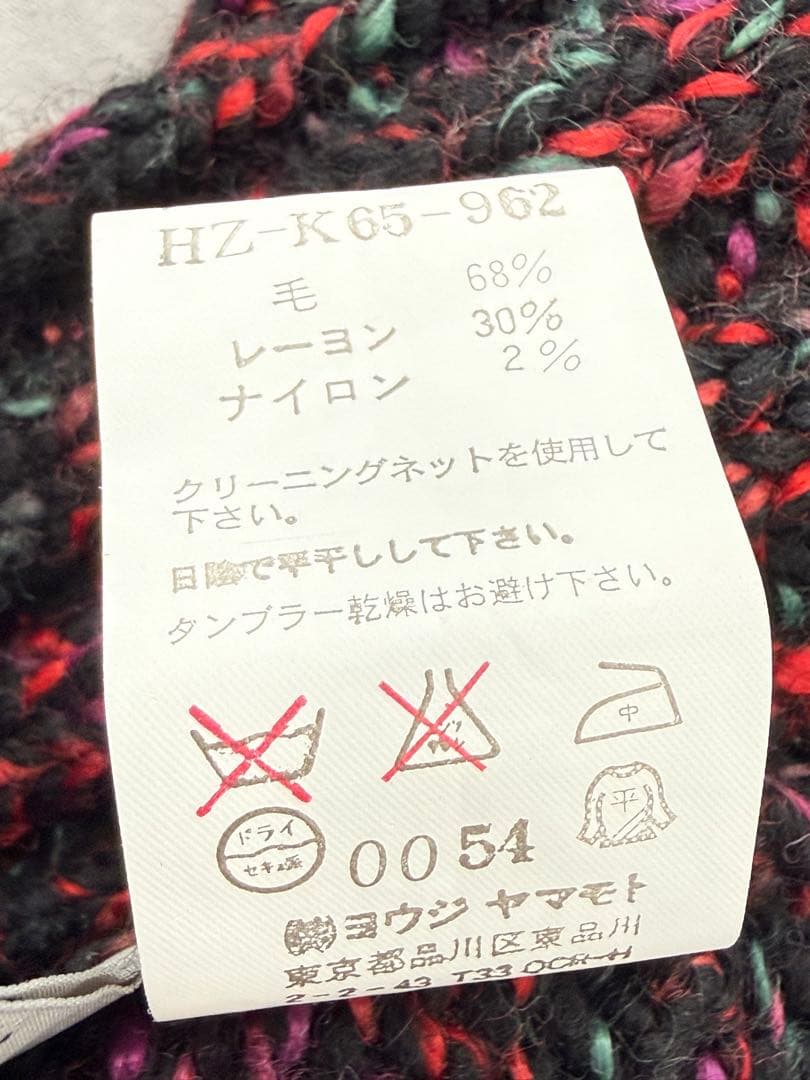 HZ-K65-962
毛 68%
レーヨン 30%
ナイロン 2%
クリーニングネットを使用して
下さい。
日陰で平干しして下さい。
タンブラー乾燥はお避け下さい。
中
平
ドライ
セキユ系
0054
ヨウジ ヤマモト
東京都品川区東品川
2-2-43 T33